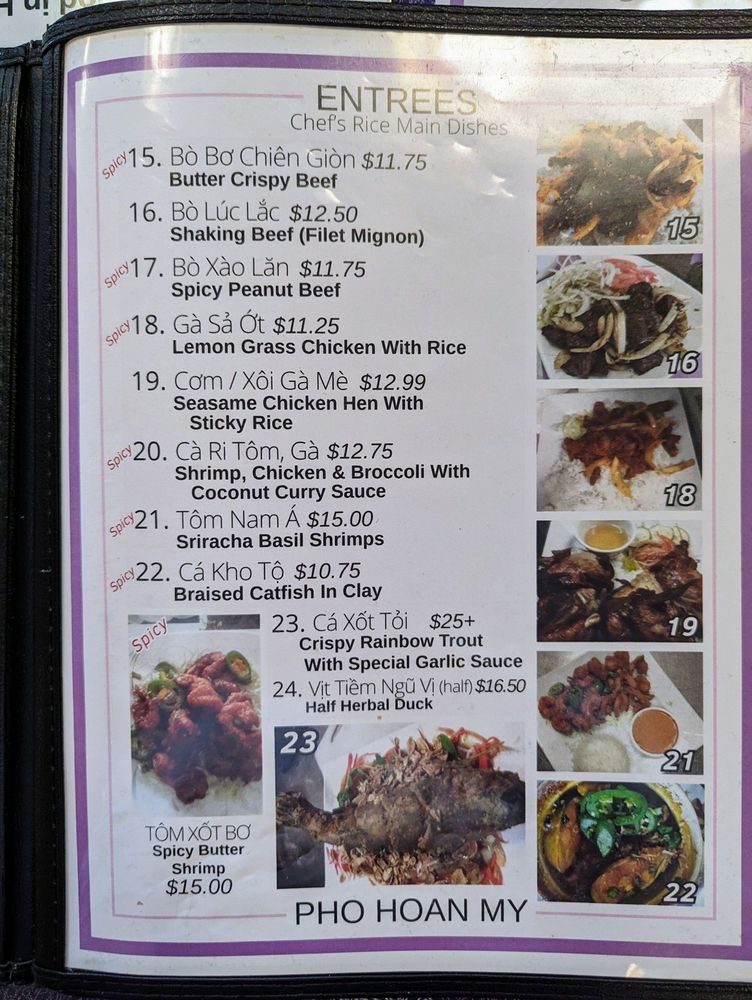 ENTREES
Chef's Rice Main Dishes
Spicy 15. Bò Bơ Chiên Giòn $11.75
Butter Crispy Beef
16. Bò Lúc Lắc $12.50
Shaking Beef (Filet Mignon)
Spicy 17. Bò Xào Lăn $11.75
Spicy Peanut Beef
Spicy 18. Gà Sả Ớt $11.25
Lemon Grass Chicken With Rice
19. Cơm / Xôi Gà Mè $12.99
Seasame Chicken Hen With
Sticky Rice
Spicy 20. Cà Ri Tôm, Gà $12.75
Shrimp, Chicken & Broccoli With
Coconut Curry Sauce
Spicy 21. Tôm Nam Á $15.00
Sriracha Basil Shrimps
Spicy 22. Cá Kho Tộ $10.75
Braised Catfish In Clay
23. Cá Xốt Tỏi $25+
Crispy Rainbow Trout
With Special Garlic Sauce
24. Vịt Tiềm Ngũ Vị (half) $16.50
Half Herbal Duck
Spicy
TÔM XỐT BƠ
Spicy Butter
Shrimp
$15.00
23
15
16
18
19
21
22
PHO HOAN MY